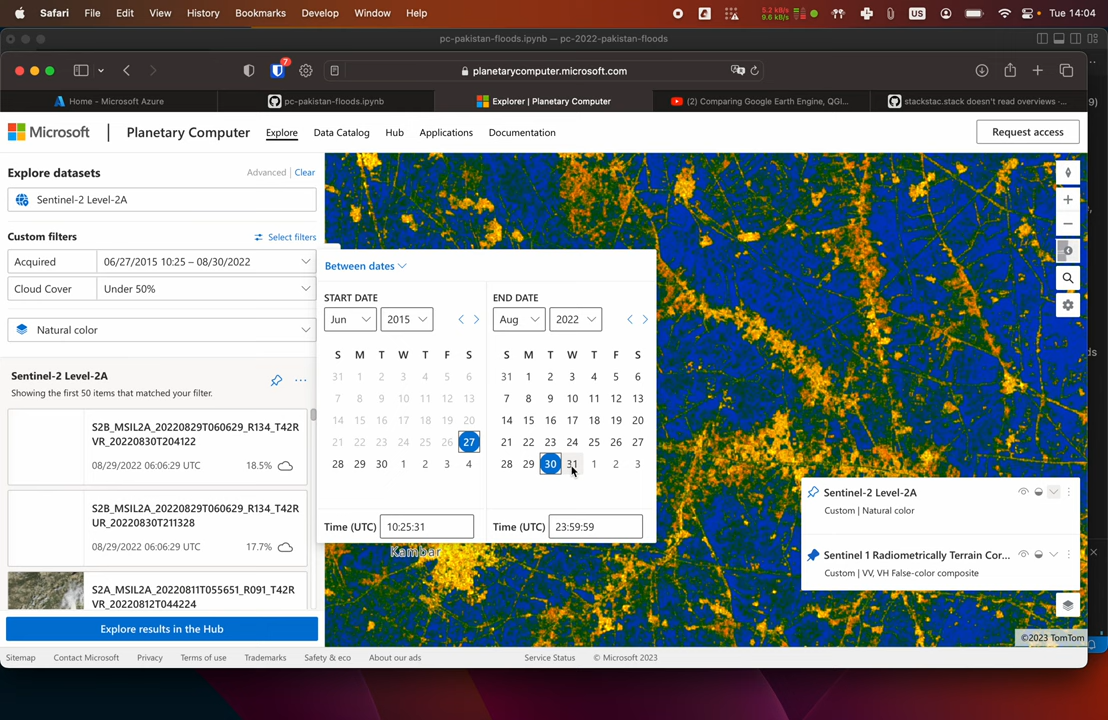 Safari File Edit View History Bookmarks Develop Window Help
5.2 kB/s
9.6 kB/s
US
Tue 14:04
pc-pakistan-floods.ipynb — pc-2022-pakistan-floods
7
planetarycomputer.microsoft.com
Home - Microsoft Azure
pc-pakistan-floods.ipynb
Explorer | Planetary Computer
(2) Comparing Google Earth Engine, QGI...
stackstac.stack doesn't read overviews -...
9)
Microsoft
Planetary Computer
Explore
Data Catalog
Hub
Applications
Documentation
Request access
Explore datasets
Advanced | Clear
Sentinel-2 Level-2A
Custom filters
Select filters
Acquired
06/27/2015 10:25 – 08/30/2022
Cloud Cover
Under 50%
Natural color
Sentinel-2 Level-2A
Showing the first 50 items that matched your filter.
S2B_MSIL2A_20220829T060629_R134_T42R
VR_20220830T204122
08/29/2022 06:06:29 UTC
18.5%
S2B_MSIL2A_20220829T060629_R134_T42R
UR_20220830T211328
08/29/2022 06:06:29 UTC
17.7%
S2A_MSIL2A_20220811T055651_R091_T42R
VR_20220812T044224
Explore results in the Hub
Between dates
START DATE
Jun
2015
S M T W T F S
31 1 2 3 4 5 6
7 8 9 10 11 12 13
14 15 16 17 18 19 20
21 22 23 24 25 26 27
28 29 30 1 2 3 4
Time (UTC)
10:25:31
END DATE
Aug
2022
S M T W T F S
31 1 2 3 4 5 6
7 8 9 10 11 12 13
14 15 16 17 18 19 20
21 22 23 24 25 26 27
28 29 30 31 1 2 3
Time (UTC)
23:59:59
Kambar
Sentinel-2 Level-2A
Custom | Natural color
Sentinel 1 Radiometrically Terrain Cor...
Custom | VV, VH False-color composite
ds
©2023 TomTom
Sitemap
Contact Microsoft
Privacy
Terms of use
Trademarks
Safety & eco
About our ads
Service Status
© Microsoft 2023